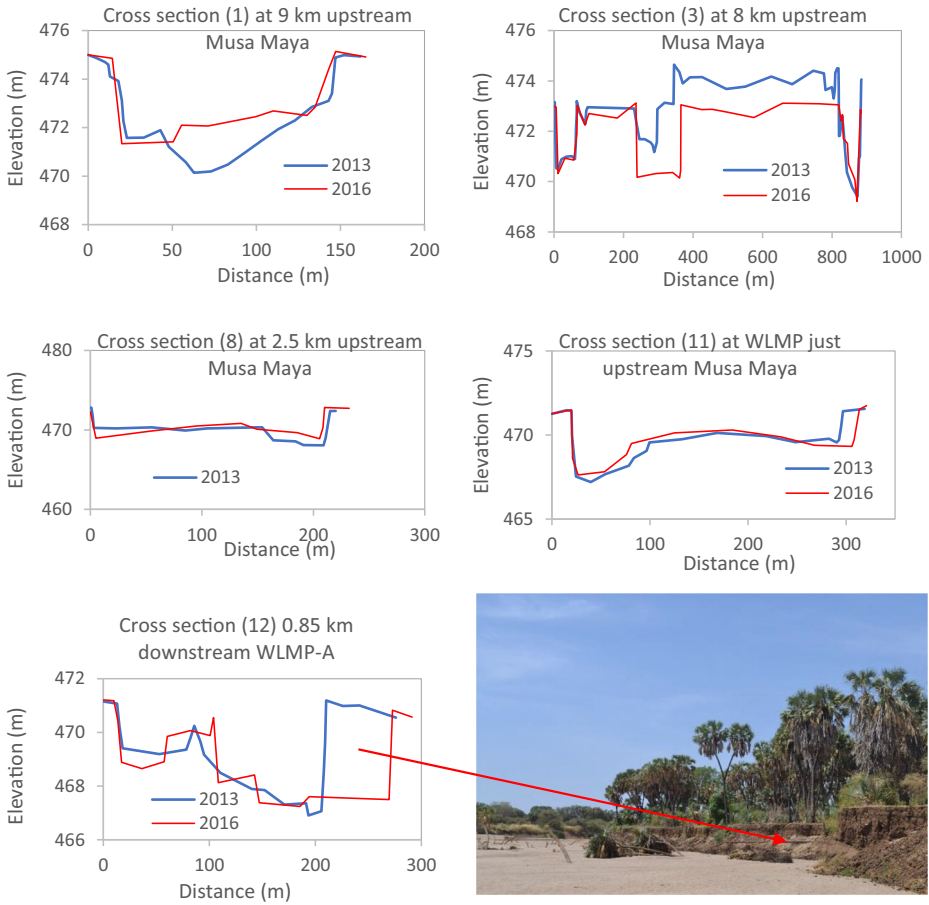 Cross section (1) at 9 km upstream
Musa Maya
476
474
472
470
468
Elevation (m)
2013
2016
0
50
100
150
200
Distance (m)
Cross section (3) at 8 km upstream
Musa Maya
476
474
472
470
468
Elevation (m)
2013
2016
0
200
400
600
800
1000
Distance (m)
Cross section (8) at 2.5 km upstream
Musa Maya
480
470
460
Elevation (m)
2013
0
100
200
300
Distance (m)
Cross section (11) at WLMP just
upstream Musa Maya
475
470
465
Elevation (m)
2013
2016
0
100
200
300
Distance (m)
Cross section (12) 0.85 km
downstream WLMP-A
472
470
468
466
Elevation (m)
2013
2016
0
100
200
300
Distance (m)